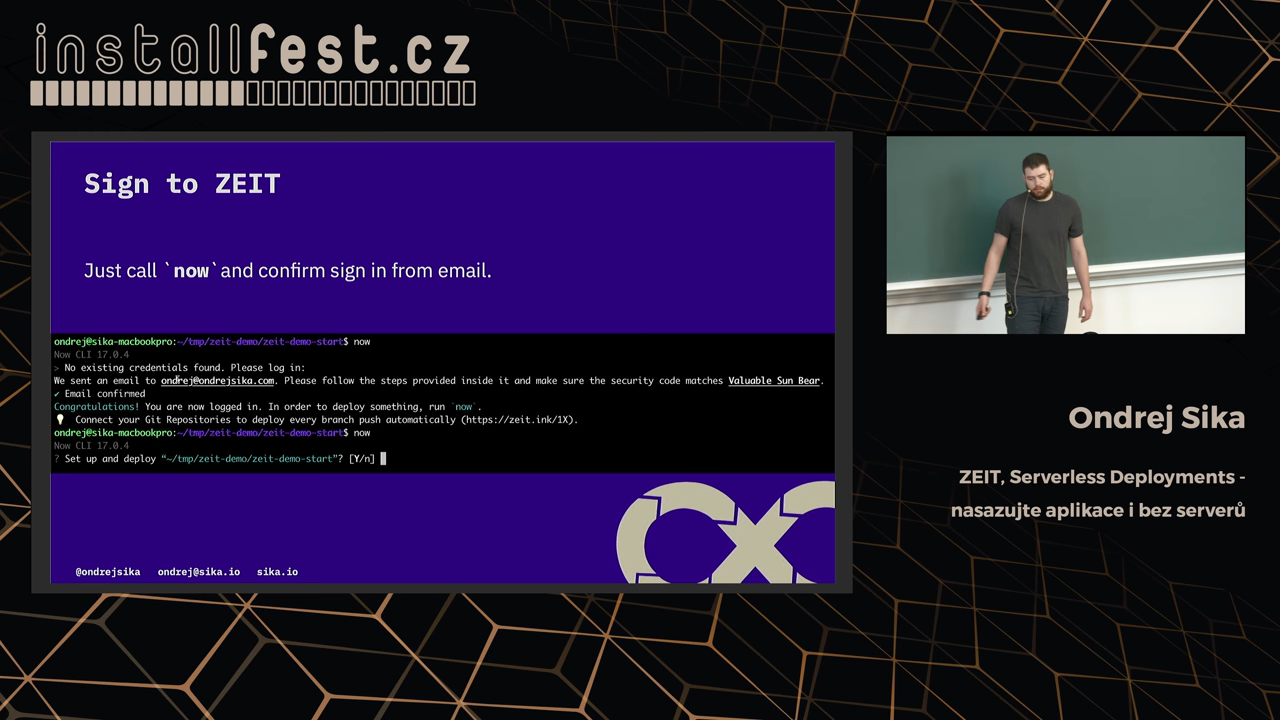 installfest.cz
Sign to ZEIT
Just call `now` and confirm sign in from email.
ondrej@sika-macbookpro:~/tmp/zeit-demo/zeit-demo-start$ now
Now CLI 17.0.4
> No existing credentials found. Please log in:
We sent an email to ondrej@ondrejsika.com. Please follow the steps provided inside it and make sure the security code matches Valuable Sun Bear.
✔ Email confirmed
Congratulations! You are now logged in. In order to deploy something, run `now`.
💡 Connect your Git Repositories to deploy every branch push automatically (https://zeit.ink/1X).
ondrej@sika-macbookpro:~/tmp/zeit-demo/zeit-demo-start$ now
Now CLI 17.0.4
? Set up and deploy “~/tmp/zeit-demo/zeit-demo-start”? [Y/n]
@ondrejsika ondrej@sika.io sika.io
Ondrej Sika
ZEIT, Serverless Deployments -
nasazujte aplikace i bez serverů